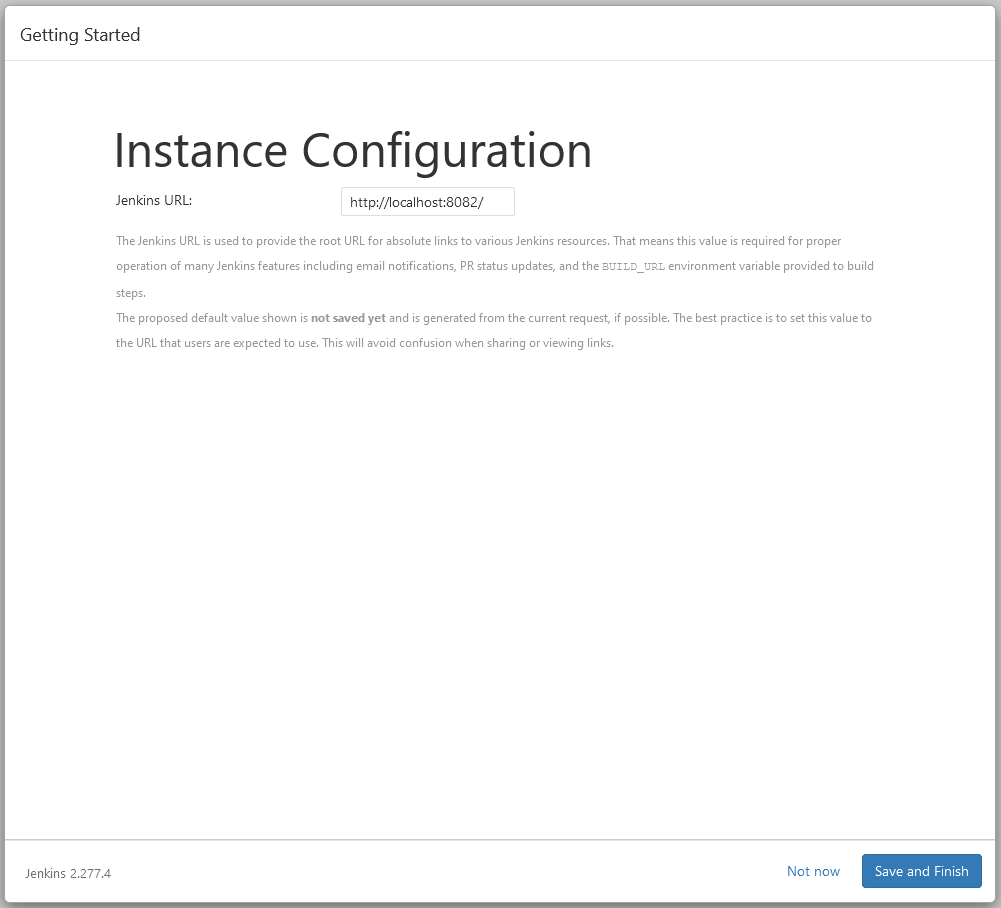 Getting Started
Instance Configuration
Jenkins URL: http://localhost:8082/
The Jenkins URL is used to provide the root URL for absolute links to various Jenkins resources. That means this value is required for proper
operation of many Jenkins features including email notifications, PR status updates, and the BUILD_URL environment variable provided to build
steps.
The proposed default value shown is not saved yet and is generated from the current request, if possible. The best practice is to set this value to
the URL that users are expected to use. This will avoid confusion when sharing or viewing links.
Jenkins 2.277.4 Not now Save and Finish